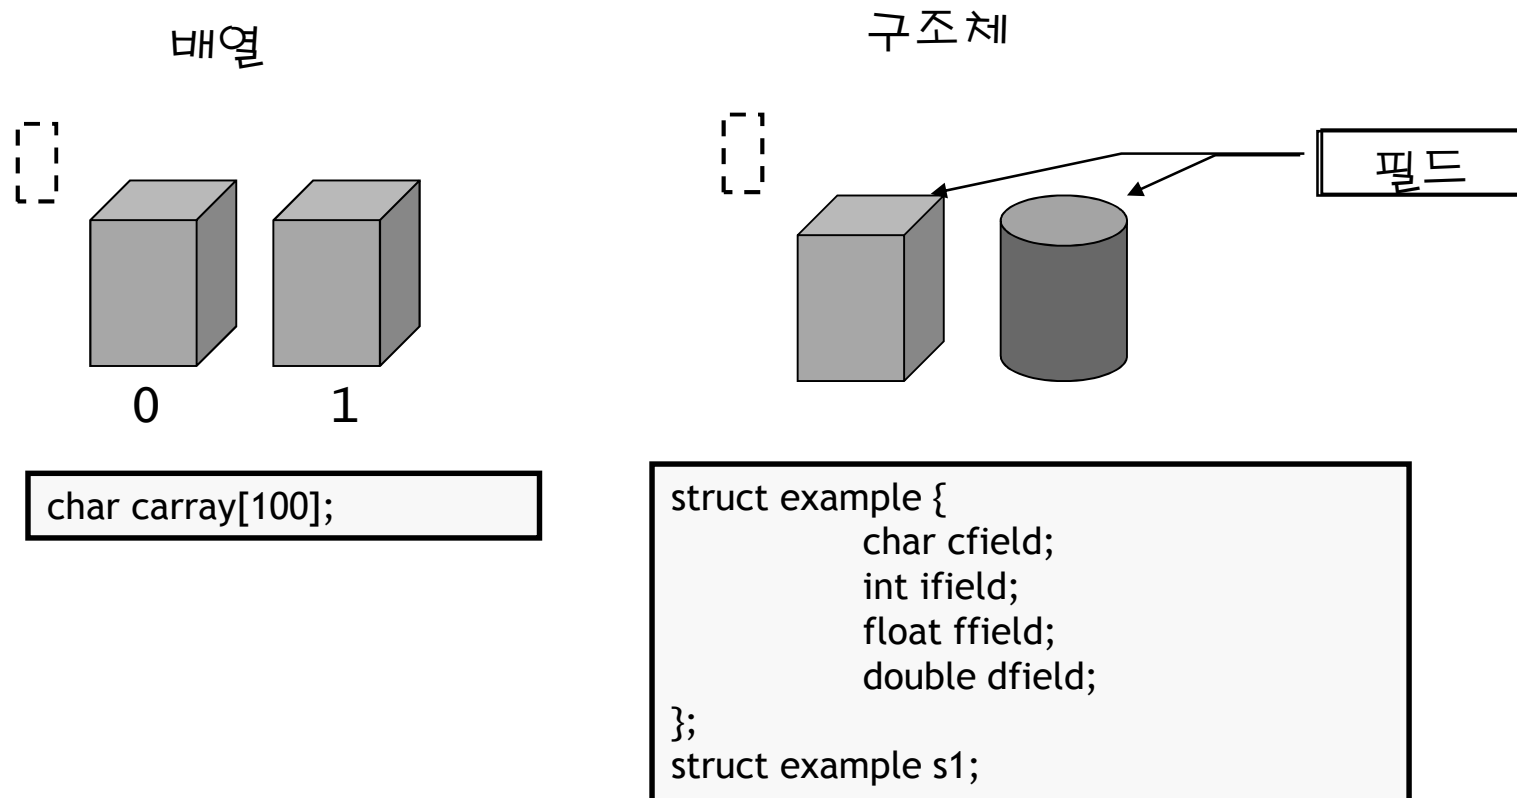 배열
구조체
필드
0 1
char carray[100];
struct example {
char cfield;
int ifield;
float ffield;
double dfield;
};
struct example s1;